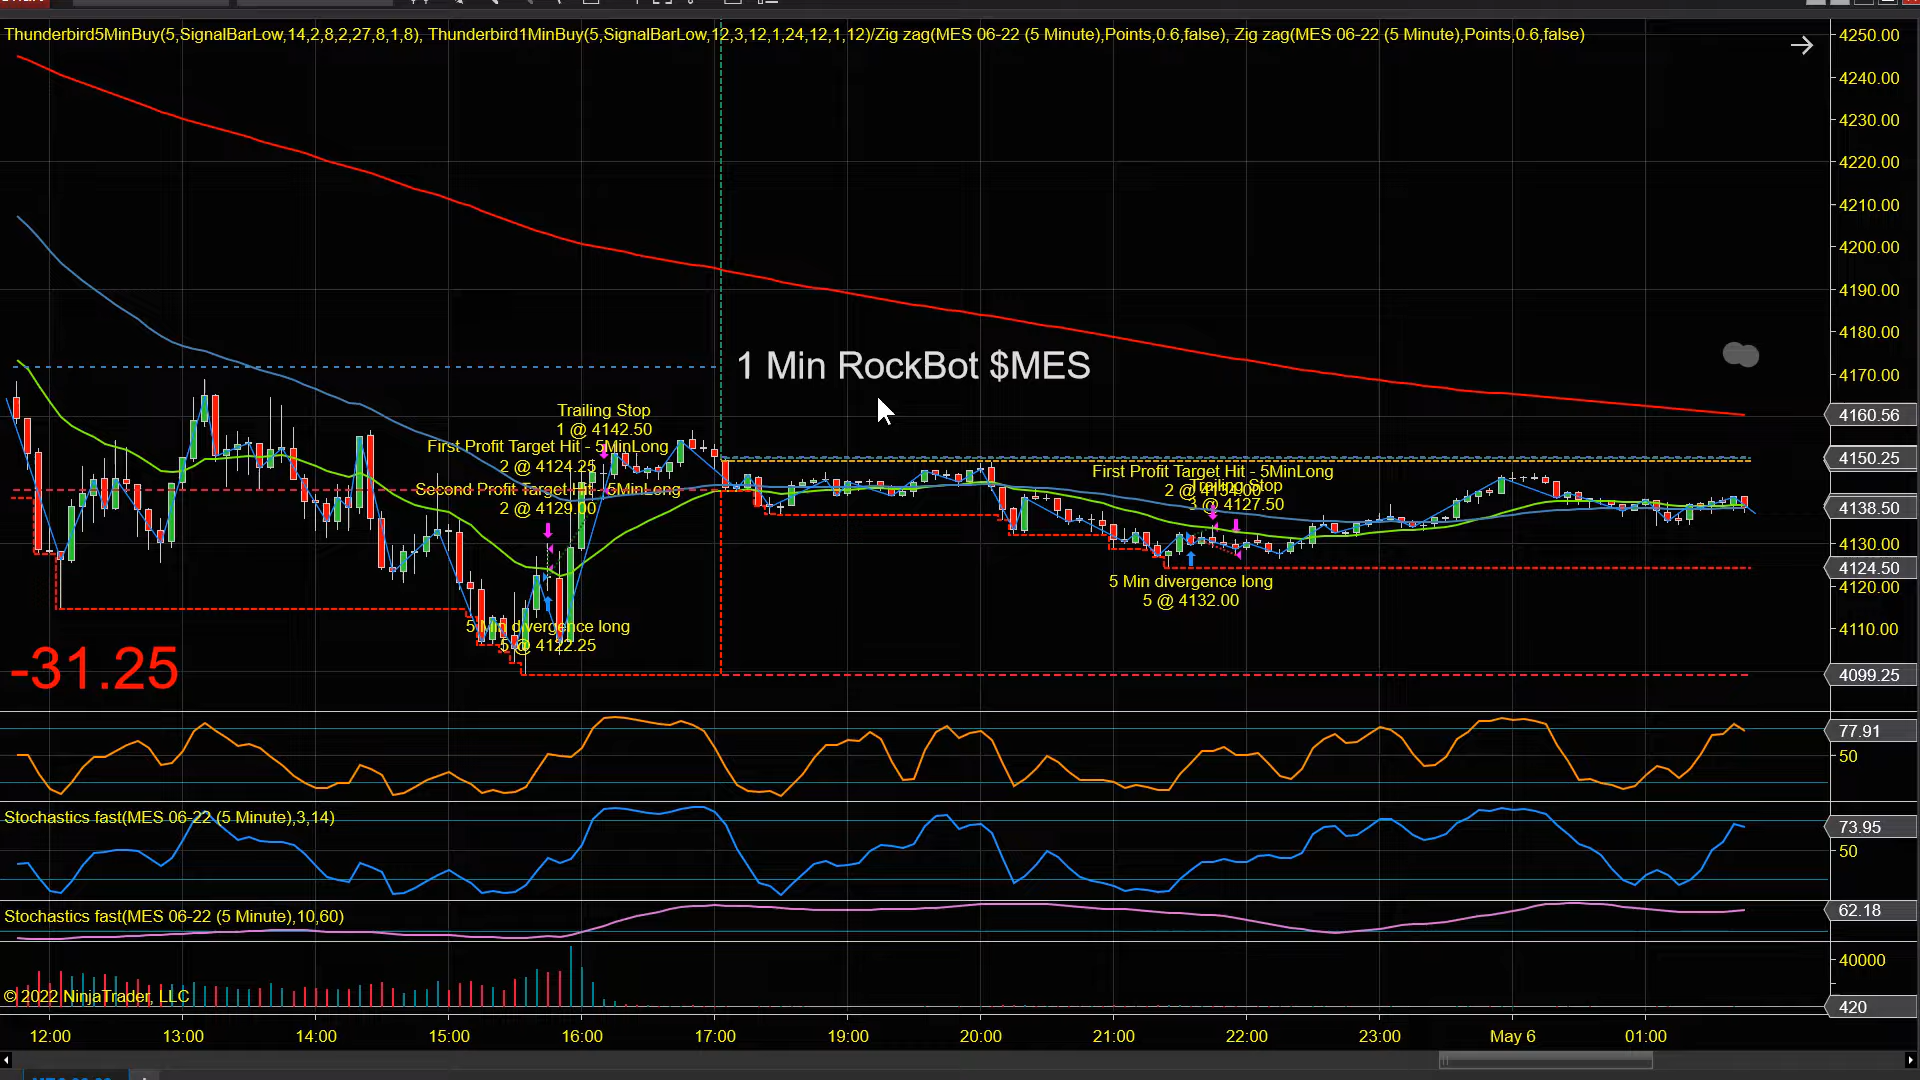 Thunderbird5MinBuy(5,SignalBarLow,14,2,8,2,27,8,1,8), Thunderbird1MinBuy(5,SignalBarLow,12,3,12,1,24,12,1,12)/Zig zag(MES 06-22 (5 Minute),Points,0.6,false), Zig zag(MES 06-22 (5 Minute),Points,0.6,false)
4250.00
4240.00
4230.00
4220.00
4210.00
4200.00
4190.00
4180.00
4170.00
4160.56
4150.25
4138.50
4130.00
4124.50
4120.00
4110.00
4099.25
1 Min RockBot $MES
Trailing Stop
1 @ 4142.50
First Profit Target Hit - 5MinLong
2 @ 4124.25
Second Profit Target Hit - 5MinLong
2 @ 4129.00
5 Min divergence long
5 @ 4122.25
First Profit Target Hit - 5MinLong
2 @ 4134.00
Trailing Stop
3 @ 4127.50
5 Min divergence long
5 @ 4132.00
-31.25
77.91
50
Stochastics fast(MES 06-22 (5 Minute),3,14)
73.95
50
Stochastics fast(MES 06-22 (5 Minute),10,60)
62.18
40000
© 2022 NinjaTrader, LLC
420
12:00 13:00 14:00 15:00 16:00 17:00 19:00 20:00 21:00 22:00 23:00 May 6 01:00